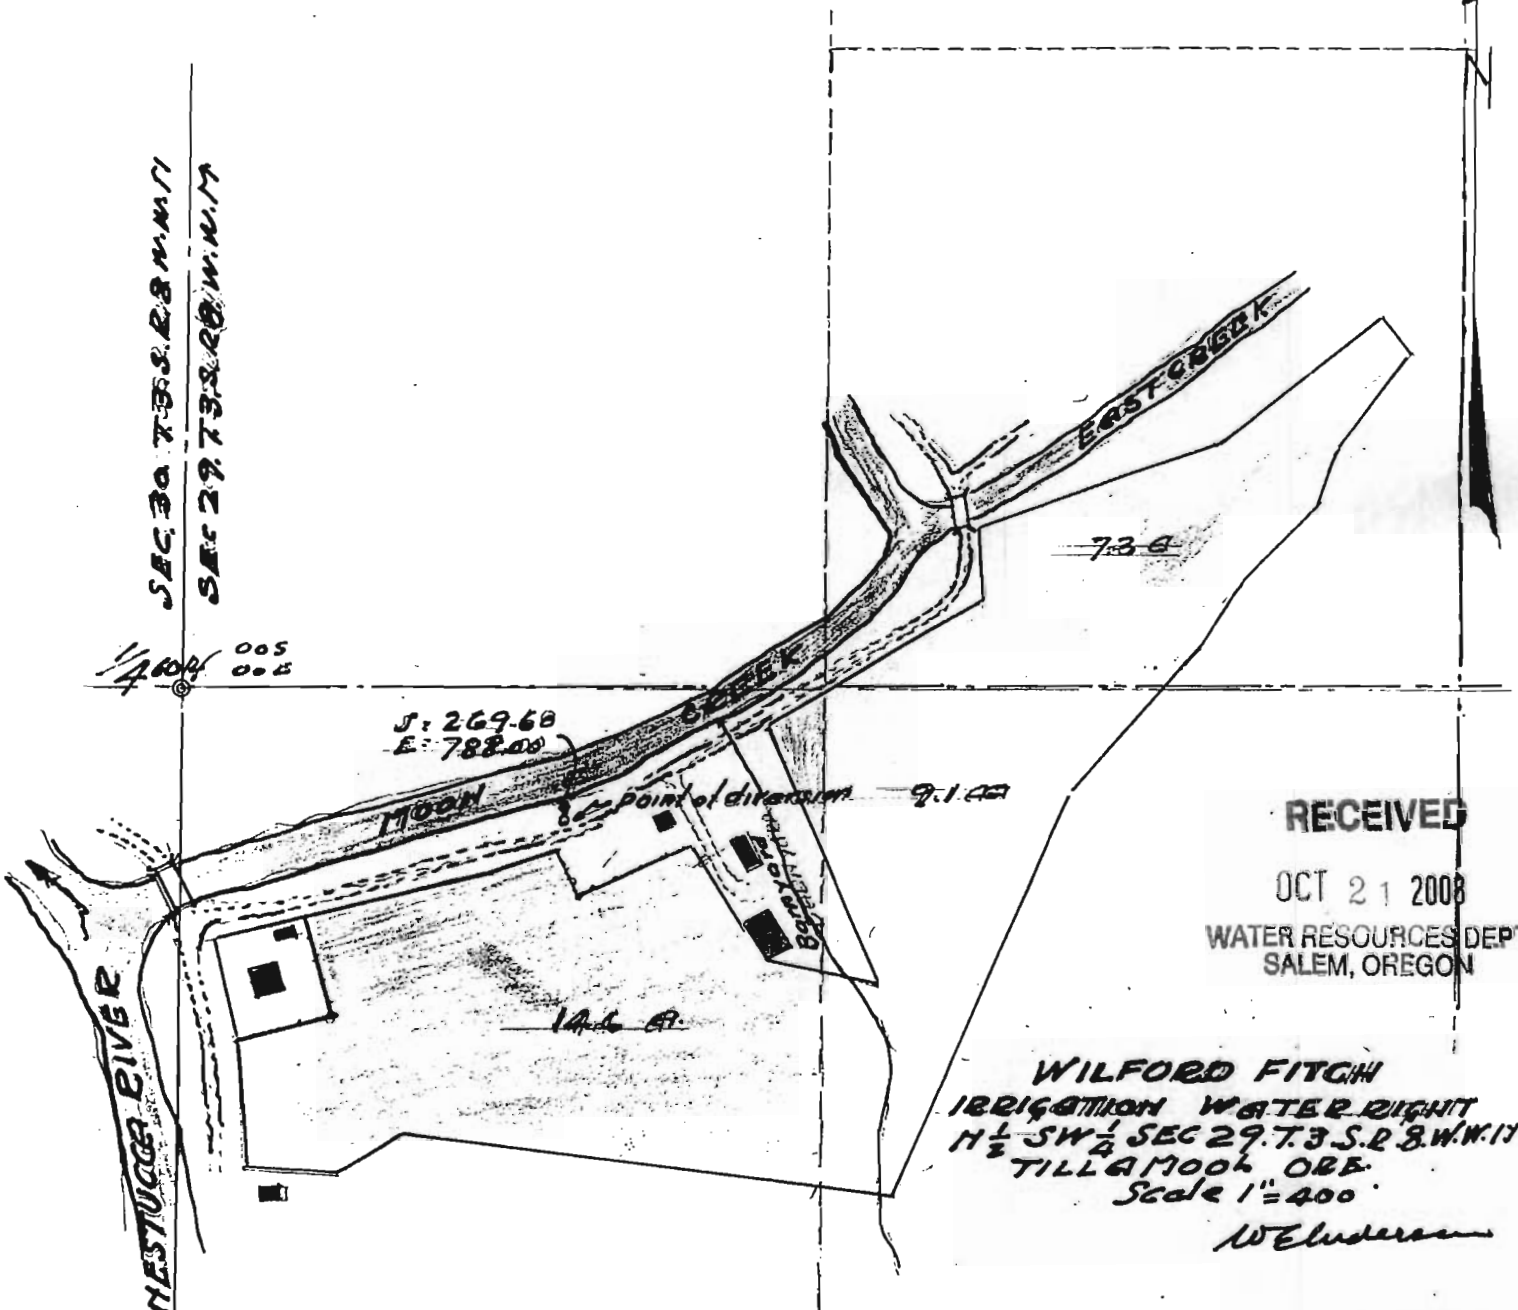 N
SEC 30 T.3.S.R.8 W.W.M
SEC 29. T.3.S.R.8.W.W.M
EAST CREEK
7.3 a
1/4 cor
00 S
00 E
S: 269.68
E: 788.00
CREEK
MOON
Point of diversion
9.1 aa
Barnyard
RECEIVED
OCT 21 2008
WATER RESOURCES DEPT
SALEM, OREGON
14.6 a.
NESTUCCA RIVER
WILFORD FITCH
IRRIGATION WATER RIGHT
N 1/2 SW 1/4 SEC 29. T.3.S.R.8.W.W.M
TILLAMOOK ORE.
Scale 1"=400'